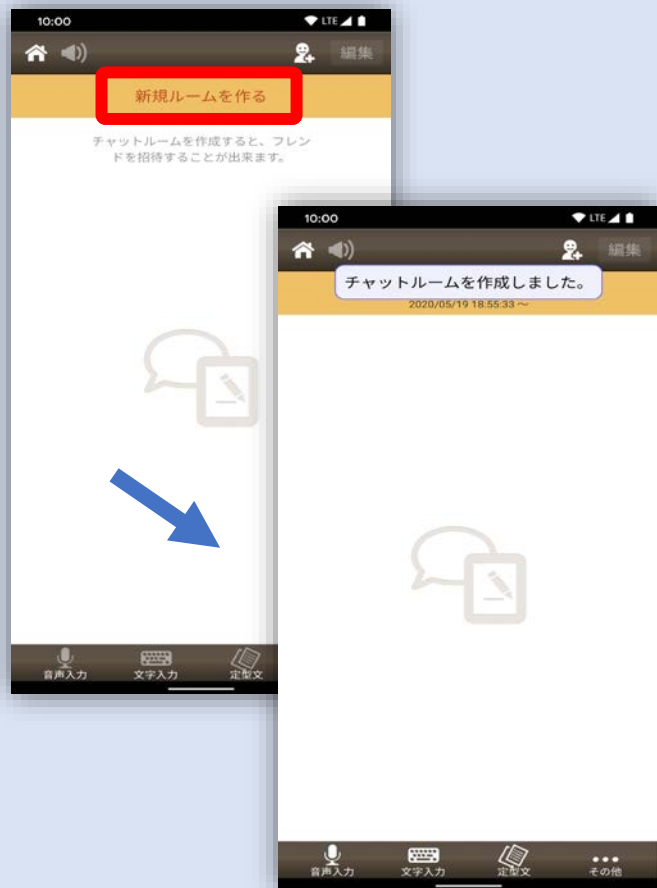 10:00
LTE
編集
新規ルームを作る
チャットルームを作成すると、フレン
ドを招待することが出来ます。
音声入力
文字入力
定型文
10:00
LTE
編集
チャットルームを作成しました。
2020/05/19 18:55:33 ～
音声入力
文字入力
定型文
その他